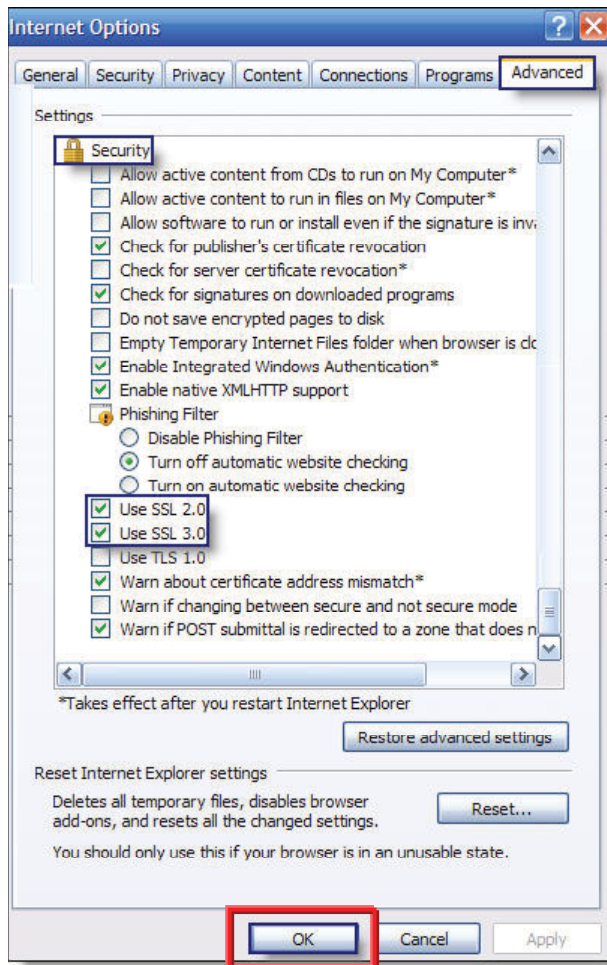 Internet Options
General Security Privacy Content Connections Programs Advanced
Settings
Security
Allow active content from CDs to run on My Computer*
Allow active content to run in files on My Computer*
Allow software to run or install even if the signature is inva
Check for publisher's certificate revocation
Check for server certificate revocation*
Check for signatures on downloaded programs
Do not save encrypted pages to disk
Empty Temporary Internet Files folder when browser is clo
Enable Integrated Windows Authentication*
Enable native XMLHTTP support
Phishing Filter
Disable Phishing Filter
Turn off automatic website checking
Turn on automatic website checking
Use SSL 2.0
Use SSL 3.0
Use TLS 1.0
Warn about certificate address mismatch*
Warn if changing between secure and not secure mode
Warn if POST submittal is redirected to a zone that does n
*Takes effect after you restart Internet Explorer
Restore advanced settings
Reset Internet Explorer settings
Deletes all temporary files, disables browser
add-ons, and resets all the changed settings.
Reset...
You should only use this if your browser is in an unusable state.
OK Cancel Apply